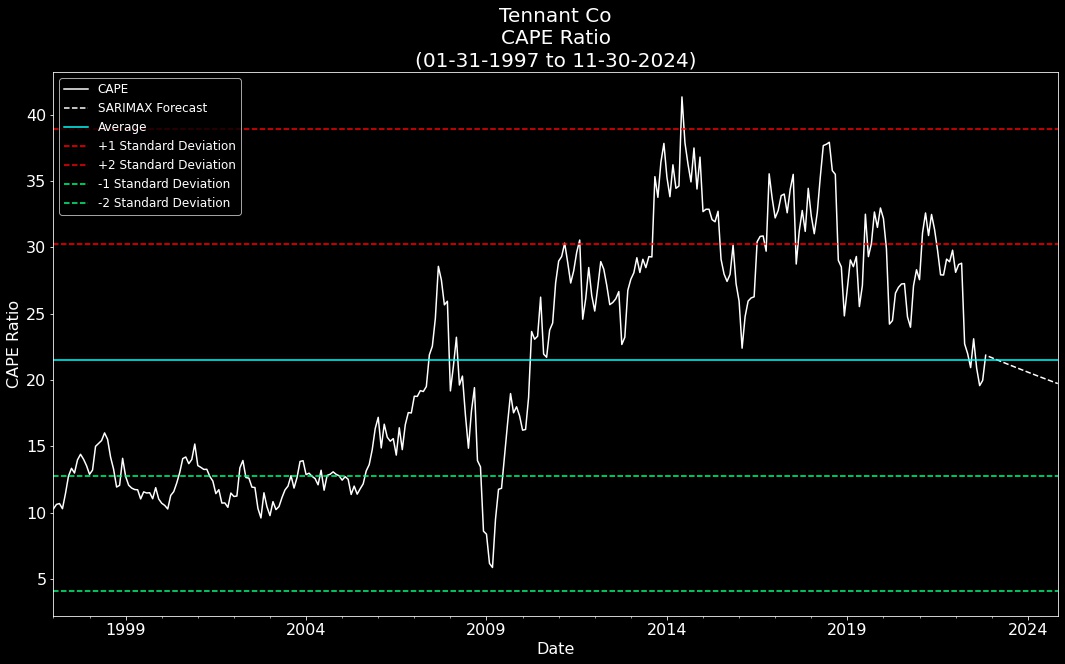 Tennant Co
CAPE Ratio
(01-31-1997 to 11-30-2024)
CAPE
SARIMAX Forecast
Average
+1 Standard Deviation
+2 Standard Deviation
-1 Standard Deviation
-2 Standard Deviation
40
35
30
25
20
15
10
5
CAPE Ratio
1999
2004
2009
2014
2019
2024
Date